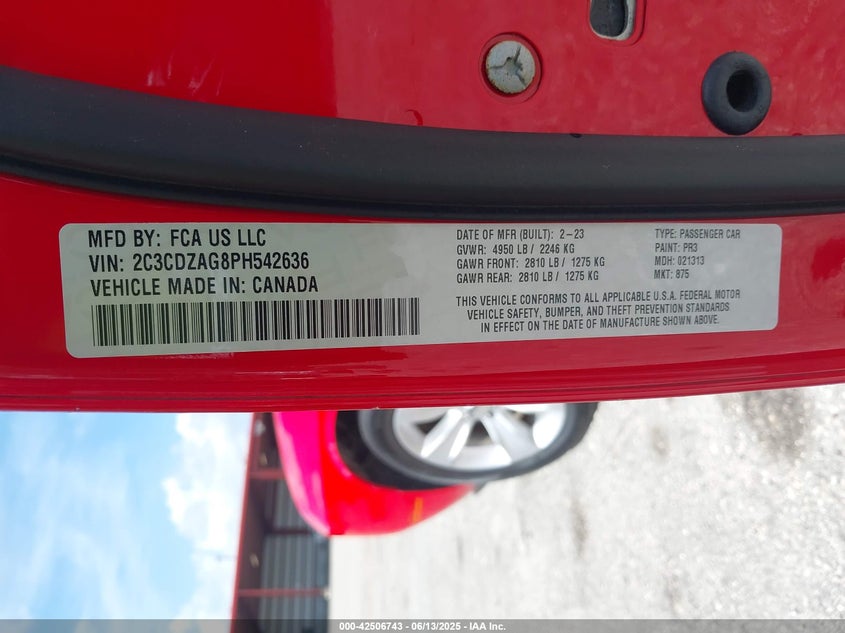 MFD BY: FCA US LLC
VIN: 2C3CDZAG8PH542636
VEHICLE MADE IN: CANADA
DATE OF MFR (BUILT): 2-23
GVWR: 4950 LB / 2246 KG
GAWR FRONT: 2810 LB / 1275 KG
GAWR REAR: 2810 LB / 1275 KG
TYPE: PASSENGER CAR
PAINT: PR3
MDH: 021313
MKT: 875
THIS VEHICLE CONFORMS TO ALL APPLICABLE U.S.A. FEDERAL MOTOR
VEHICLE SAFETY, BUMPER, AND THEFT PREVENTION STANDARDS
IN EFFECT ON THE DATE OF MANUFACTURE SHOWN ABOVE.
000-42506743 - 06/13/2025 - IAA Inc.